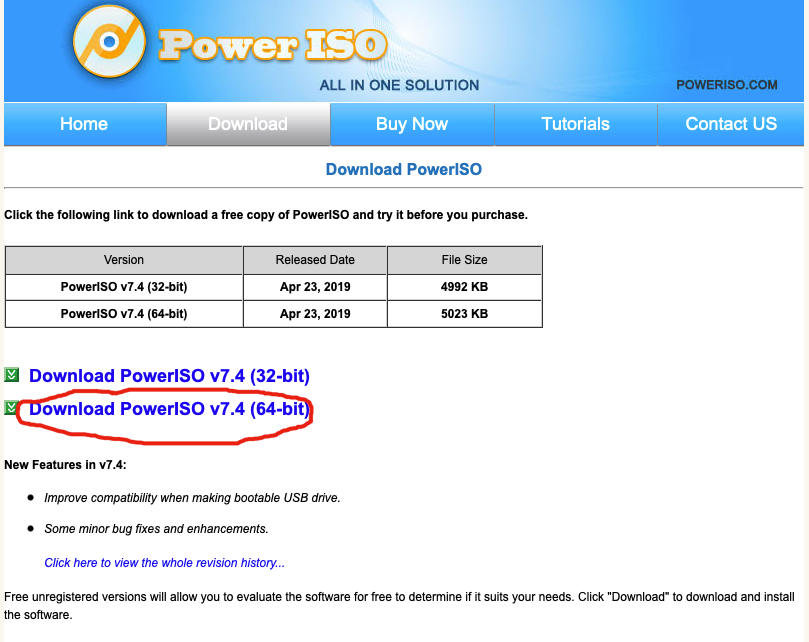 Power ISO
ALL IN ONE SOLUTION
POWERISO.COM
Home Download Buy Now Tutorials Contact US
Download PowerISO
Click the following link to download a free copy of PowerISO and try it before you purchase.
Version Released Date File Size
PowerISO v7.4 (32-bit) Apr 23, 2019 4992 KB
PowerISO v7.4 (64-bit) Apr 23, 2019 5023 KB
Download PowerISO v7.4 (32-bit)
Download PowerISO v7.4 (64-bit)
New Features in v7.4:
Improve compatibility when making bootable USB drive.
Some minor bug fixes and enhancements.
Click here to view the whole revision history...
Free unregistered versions will allow you to evaluate the software for free to determine if it suits your needs. Click "Download" to download and install
the software.